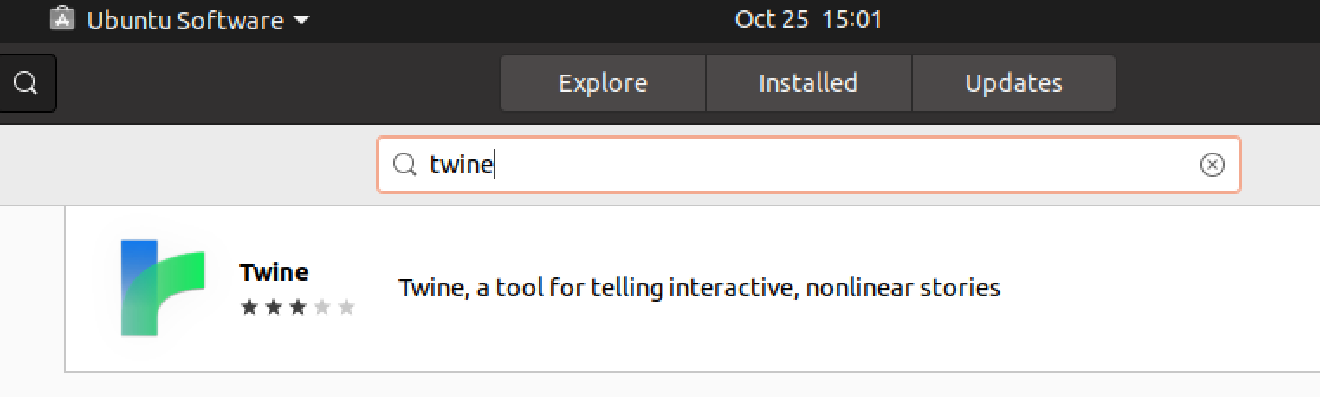 Ubuntu Software Oct 25 15:01
Explore Installed Updates
twine
Twine
Twine, a tool for telling interactive, nonlinear stories